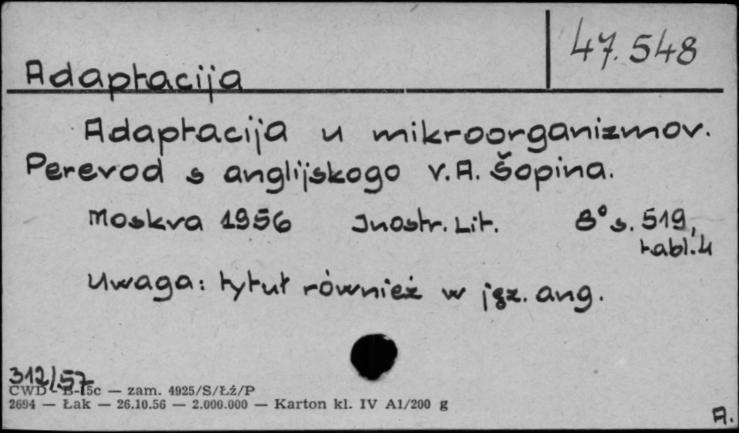 47.548
Adaptacija
Adaptacija u mikroorganizmov.
Perevod s anglijskogo V.A. Šopina.
Moskva 1956 Inostr. Lit. 8° s. 519,
tabl. 4
Uwaga: tytuł również w jęz. ang.
312/57
CWD — B-15c — zam. 4925/S/Łż/P
2694 — Łak — 26.10.56 — 2.000.000 — Karton kl. IV A1/200 g
A.